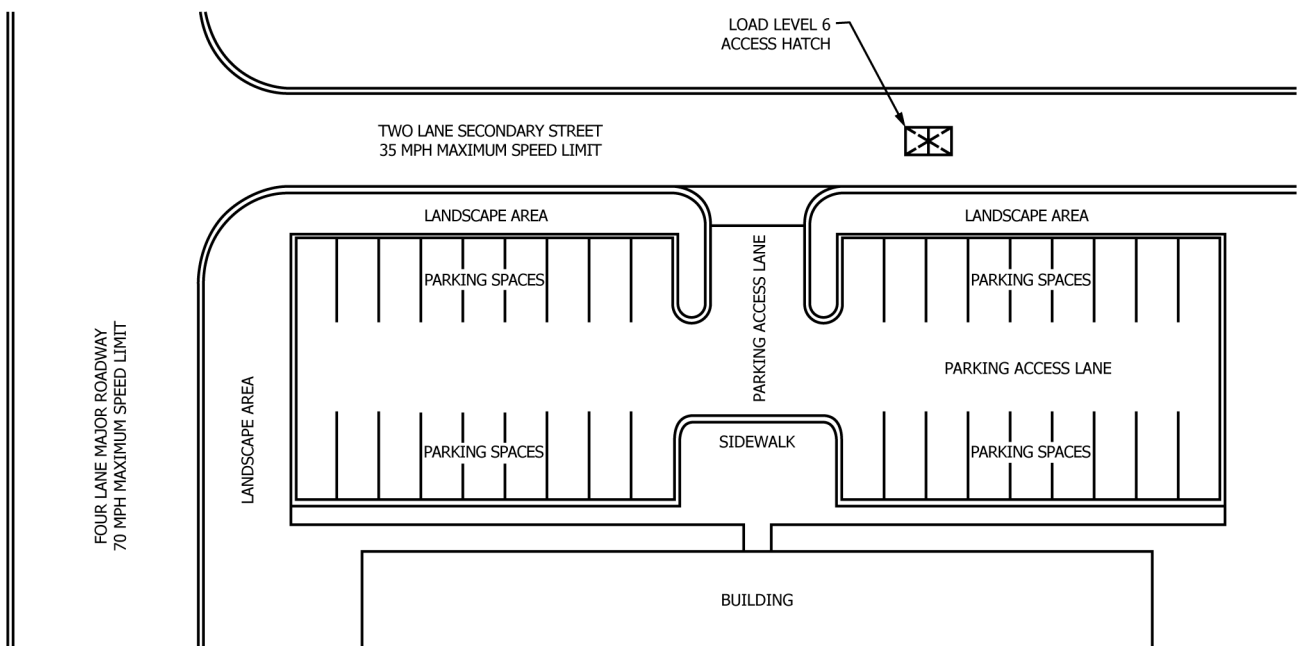 LOAD LEVEL 6
ACCESS HATCH
TWO LANE SECONDARY STREET
35 MPH MAXIMUM SPEED LIMIT
LANDSCAPE AREA
LANDSCAPE AREA
PARKING SPACES
PARKING ACCESS LANE
PARKING SPACES
FOUR LANE MAJOR ROADWAY
70 MPH MAXIMUM SPEED LIMIT
LANDSCAPE AREA
PARKING ACCESS LANE
PARKING SPACES
SIDEWALK
PARKING SPACES
BUILDING